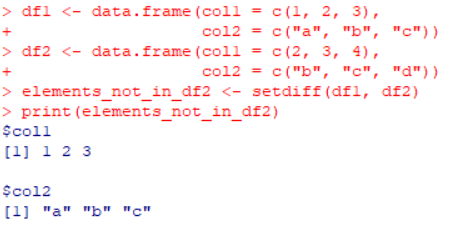 > df1 <- data.frame(col1 = c(1, 2, 3),
+                   col2 = c("a", "b", "c"))
> df2 <- data.frame(col1 = c(2, 3, 4),
+                   col2 = c("b", "c", "d"))
> elements_not_in_df2 <- setdiff(df1, df2)
> print(elements_not_in_df2)
$col1
[1] 1 2 3

$col2
[1] "a" "b" "c"